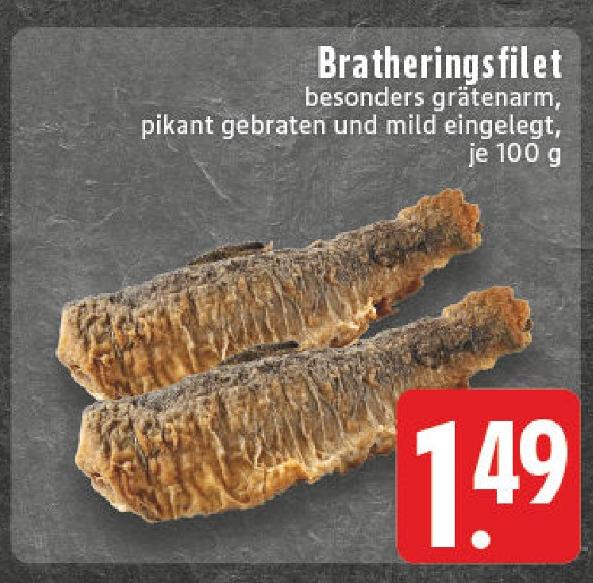 Bratheringsfilet
besonders grätenarm,
pikant gebraten und mild eingelegt,
je 100 g
1.49